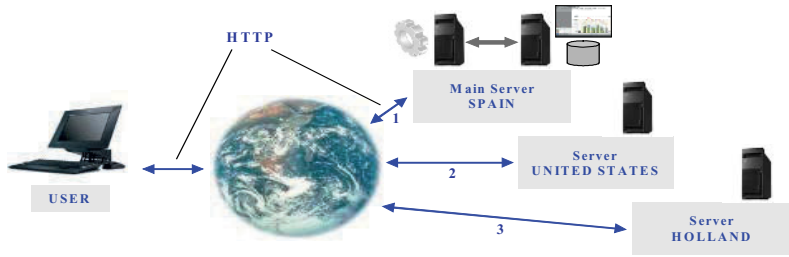 HTTP
Main Server
SPAIN
1
Server
UNITED STATES
2
USER
Server
HOLLAND
3